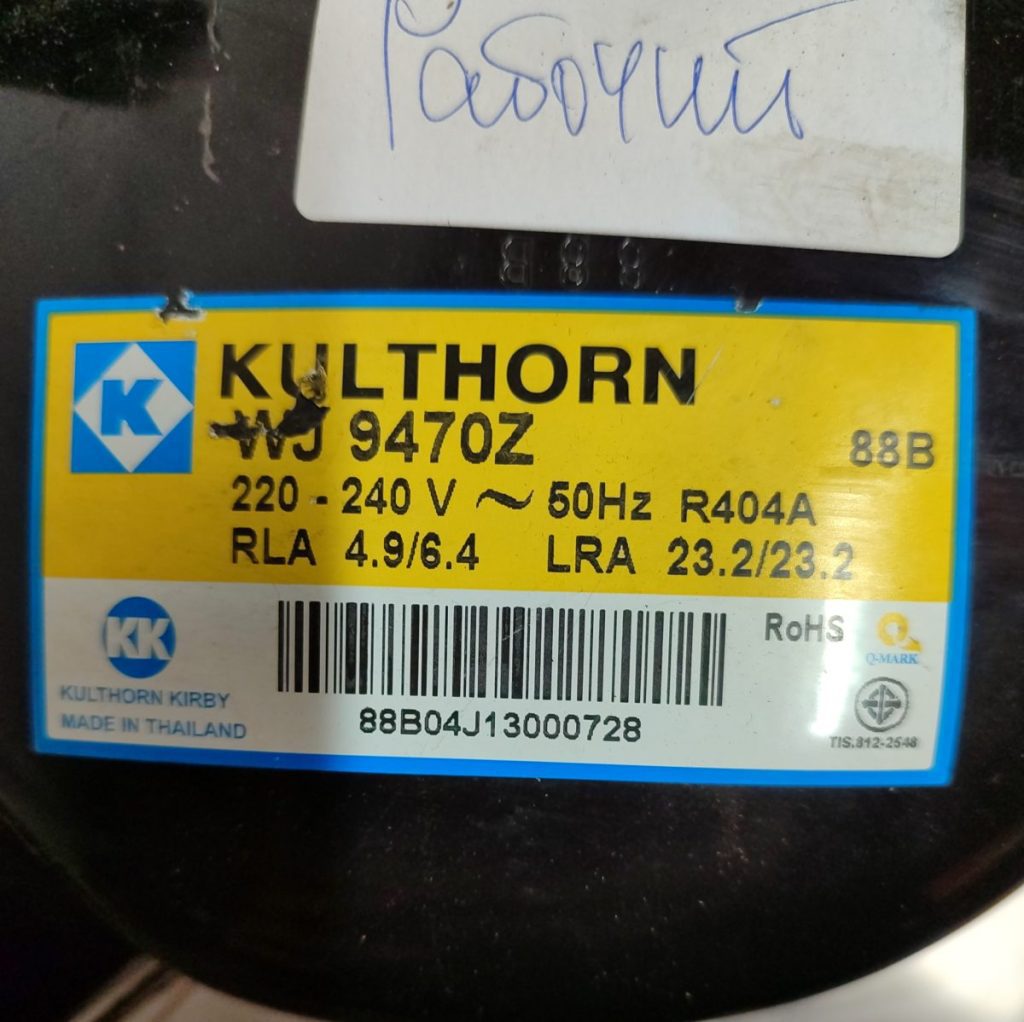 Рабочий
KULTHORN
WJ 9470Z
88B
220 - 240 V ~ 50Hz R404A
RLA 4.9/6.4 LRA 23.2/23.2
K
KK
KULTHORN KIRBY
MADE IN THAILAND
88B04J13000728
RoHS
Q-MARK
TIS.812-2548